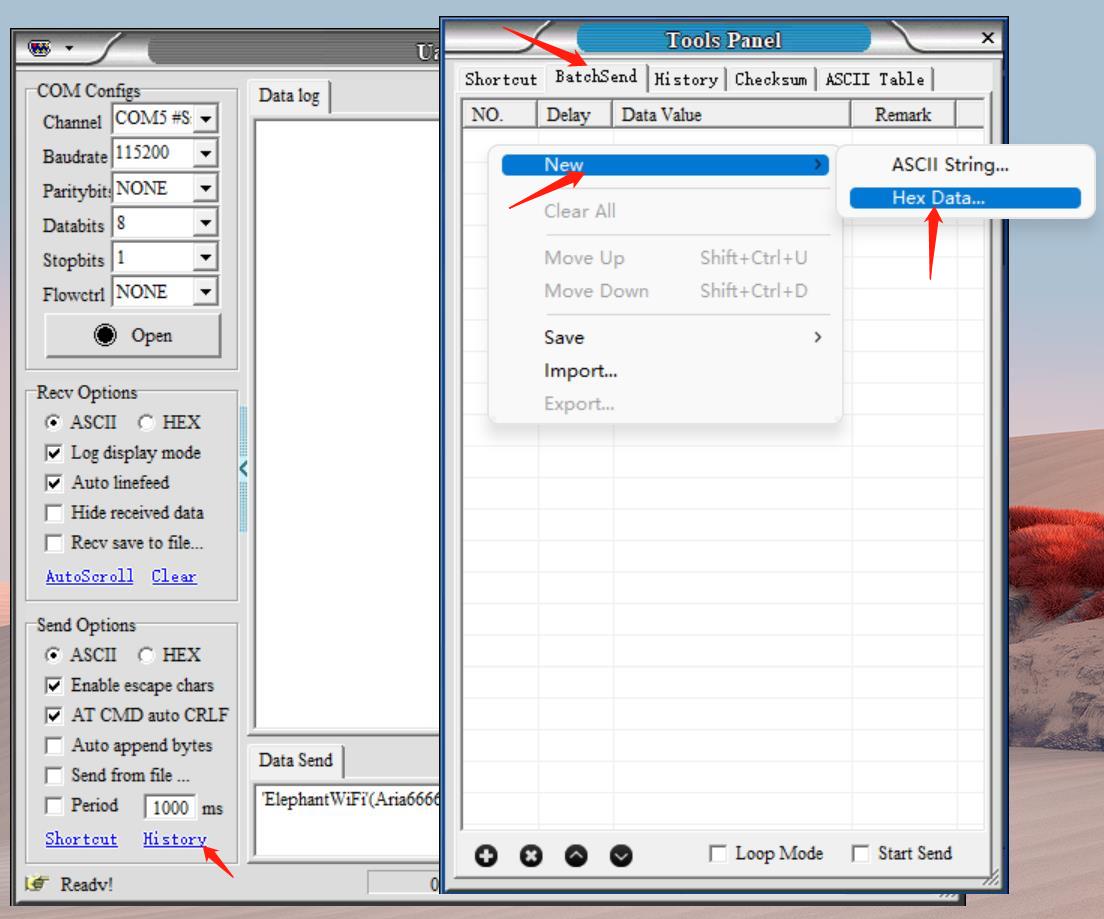 COM Configs
Channel COM5 #S
Baudrate 115200
Paritybits NONE
Databits 8
Stopbits 1
Flowctrl NONE
Open
Recv Options
ASCII HEX
Log display mode
Auto linefeed
Hide received data
Recv save to file...
AutoScroll Clear
Send Options
ASCII HEX
Enable escape chars
AT CMD auto CRLF
Auto append bytes
Send from file ...
Period 1000 ms
Shortcut History
Ready!
Data log
Data Send
'ElephantWiFi'(Aria6666
Tools Panel
Shortcut BatchSend History Checksum ASCII Table
NO. Delay Data Value Remark
New
Clear All
Move Up Shift+Ctrl+U
Move Down Shift+Ctrl+D
Save
Import...
Export...
ASCII String...
Hex Data...
Loop Mode Start Send